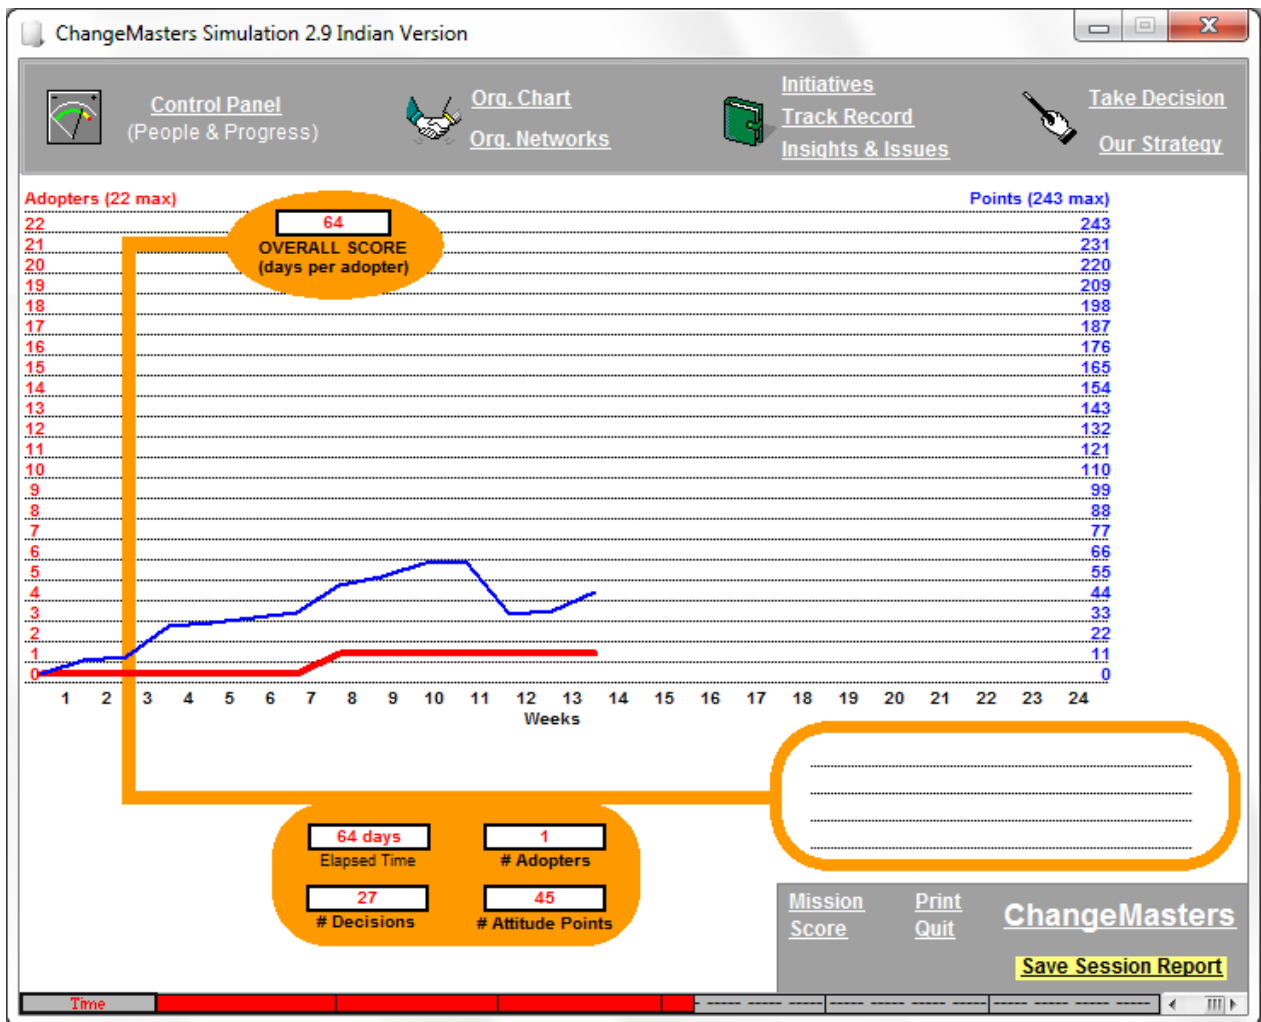 ChangeMasters Simulation 2.9 Indian Version
Control Panel
(People & Progress)
Org. Chart
Org. Networks
Initiatives
Track Record
Insights & Issues
Take Decision
Our Strategy
Adopters (22 max)
Points (243 max)
64
OVERALL SCORE
(days per adopter)
22 243
21 231
20 220
19 209
18 198
17 187
16 176
15 165
14 154
13 143
12 132
11 121
10 110
9 99
8 88
7 77
6 66
5 55
4 44
3 33
2 22
1 11
0 0
1 2 3 4 5 6 7 8 9 10 11 12 13 14 15 16 17 18 19 20 21 22 23 24
Weeks
64 days
Elapsed Time
1
# Adopters
27
# Decisions
45
# Attitude Points
Mission
Score
Print
Quit
ChangeMasters
Save Session Report
Time